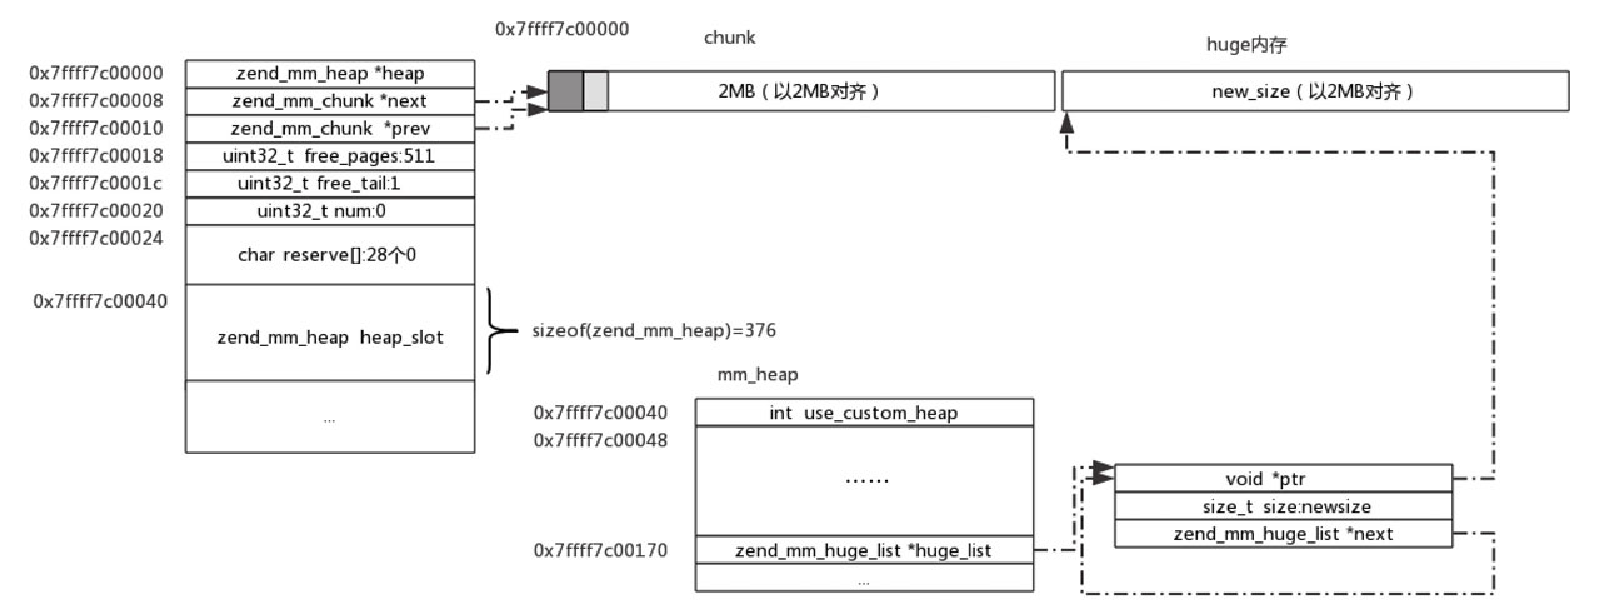 0x7ffff7c00000
chunk
huge内存
0x7ffff7c00000
zend_mm_heap *heap
0x7ffff7c00008
zend_mm_chunk *next
0x7ffff7c00010
zend_mm_chunk *prev
0x7ffff7c00018
uint32_t free_pages:511
0x7ffff7c0001c
uint32_t free_tail:1
0x7ffff7c00020
uint32_t num:0
0x7ffff7c00024
char reserve[]:28个0
0x7ffff7c00040
zend_mm_heap heap_slot
...
2MB（以2MB对齐）
new_size（以2MB对齐）
sizeof(zend_mm_heap)=376
mm_heap
0x7ffff7c00040
int use_custom_heap
0x7ffff7c00048
......
0x7ffff7c00170
zend_mm_huge_list *huge_list
...
void *ptr
size_t size:newsize
zend_mm_huge_list *next